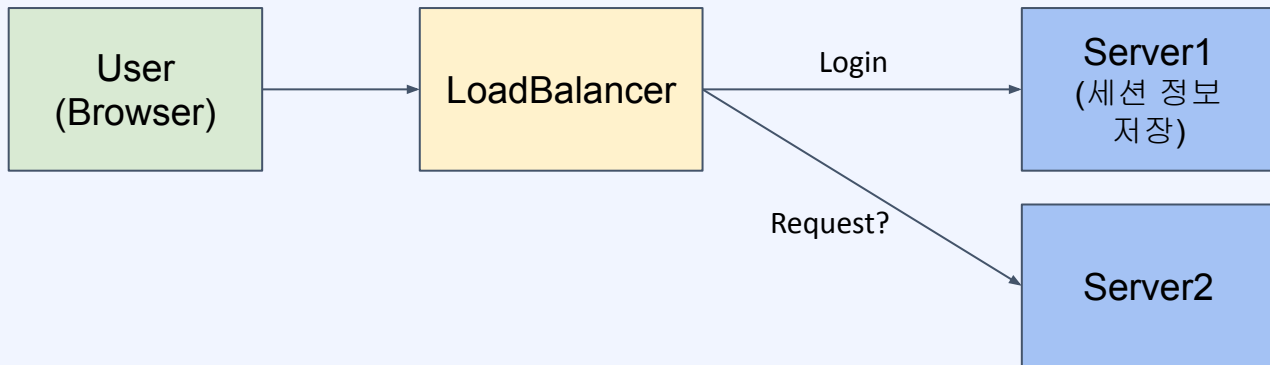 User
(Browser)
LoadBalancer
Login
Server1
(세션 정보
저장)
Request?
Server2